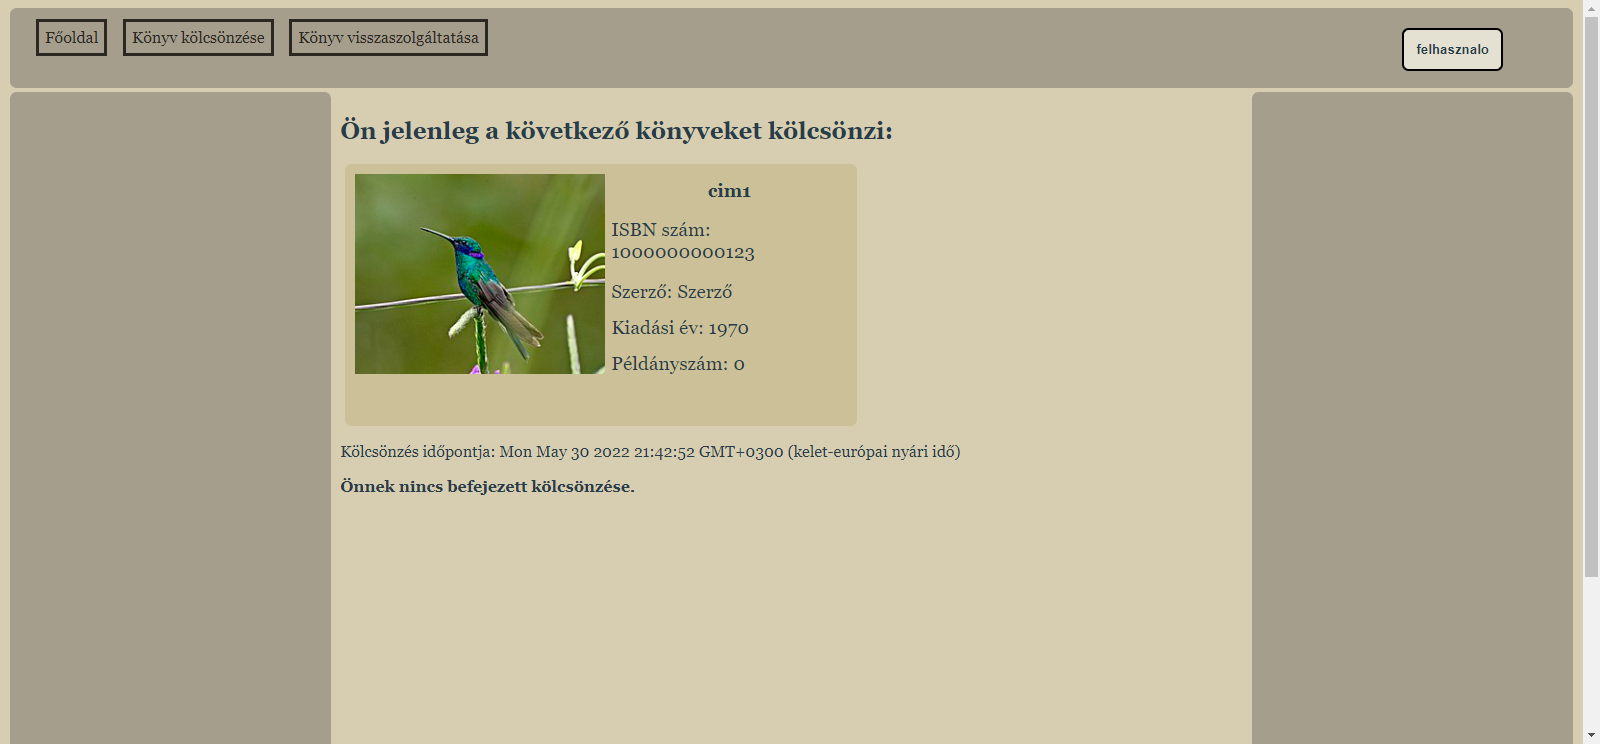 Főoldal
Könyv kölcsönzése
Könyv visszaszolgáltatása
felhasznalo
Ön jelenleg a következő könyveket kölcsönzi:
cim1
ISBN szám:
1000000000123
Szerző: Szerző
Kiadási év: 1970
Példányszám: 0
Kölcsönzés időpontja: Mon May 30 2022 21:42:52 GMT+0300 (kelet-európai nyári idő)
Önnek nincs befejezett kölcsönzése.